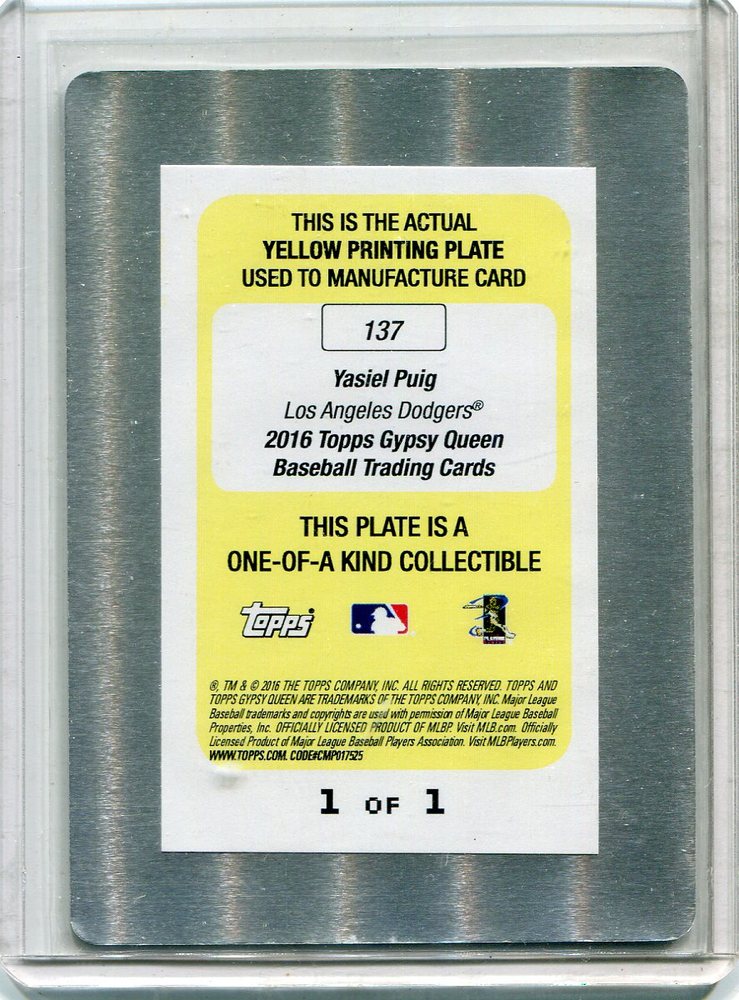 THIS IS THE ACTUAL
YELLOW PRINTING PLATE
USED TO MANUFACTURE CARD
137
Yasiel Puig
Los Angeles Dodgers®
2016 Topps Gypsy Queen
Baseball Trading Cards
THIS PLATE IS A
ONE-OF-A KIND COLLECTIBLE
topps
®, TM & © 2016 THE TOPPS COMPANY, INC. ALL RIGHTS RESERVED. TOPPS AND
TOPPS GYPSY QUEEN ARE TRADEMARKS OF THE TOPPS COMPANY, INC. Major League
Baseball trademarks and copyrights are used with permission of Major League Baseball
Properties, Inc. OFFICIALLY LICENSED PRODUCT OF MLBP. Visit MLB.com. Officially
Licensed Product of Major League Baseball Players Association. Visit MLBPlayers.com.
WWW.TOPPS.COM. CODE#CMP017525
1 OF 1